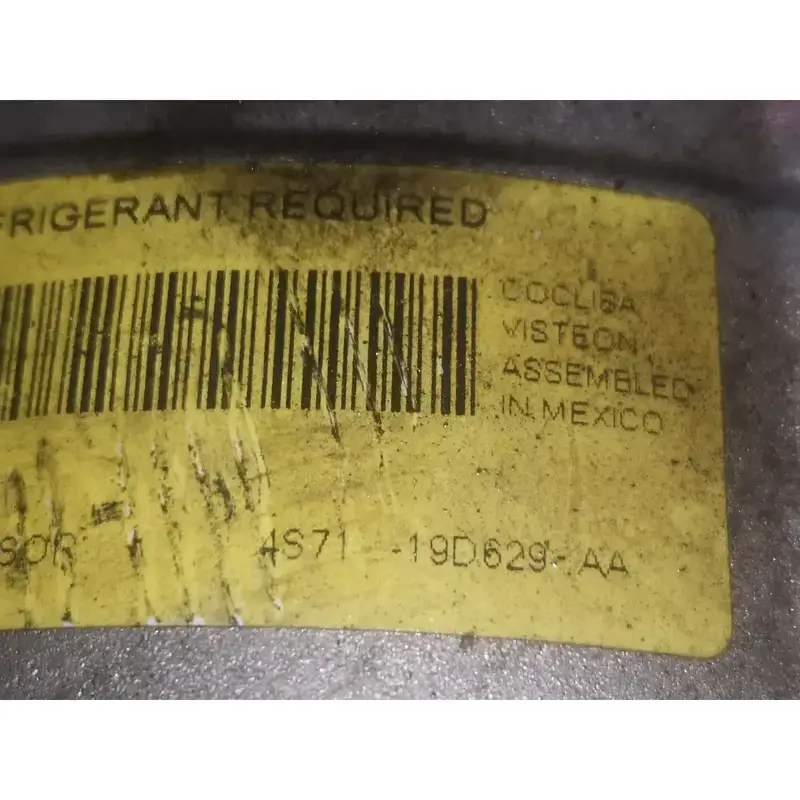 FRIGERANT REQUIRED
COCLISA
VISTEON
ASSEMBLED
IN MEXICO
SOR 4S71 -19D629-AA